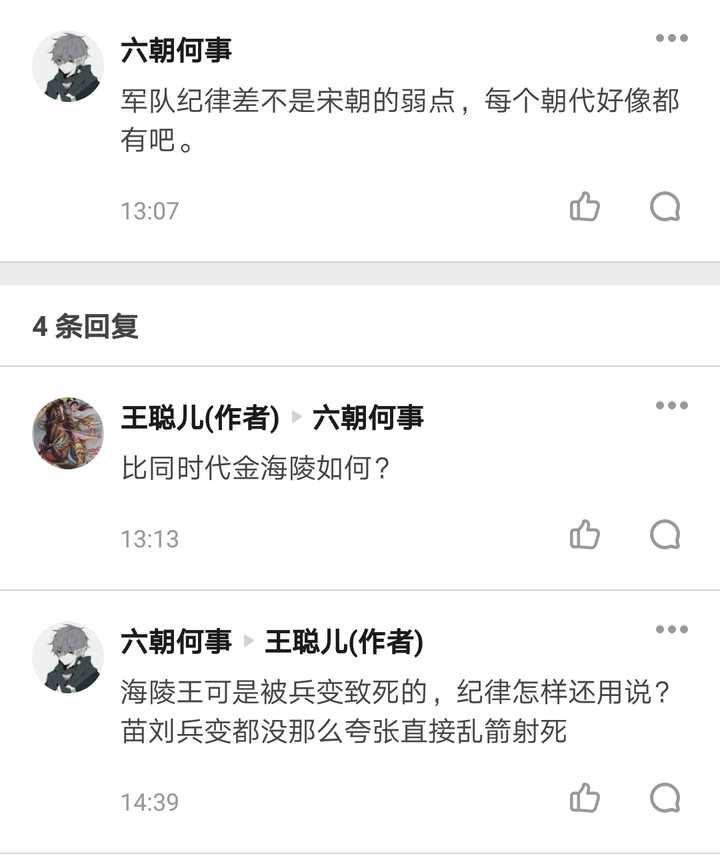 六朝何事
军队纪律差不是宋朝的弱点，每个朝代好像都
有吧。
13:07
4 条回复
王聪儿(作者) ▸ 六朝何事
比同时代金海陵如何？
13:13
六朝何事 ▸ 王聪儿(作者)
海陵王可是被兵变致死的，纪律怎样还用说？
苗刘兵变都没那么夸张直接乱箭射死
14:39